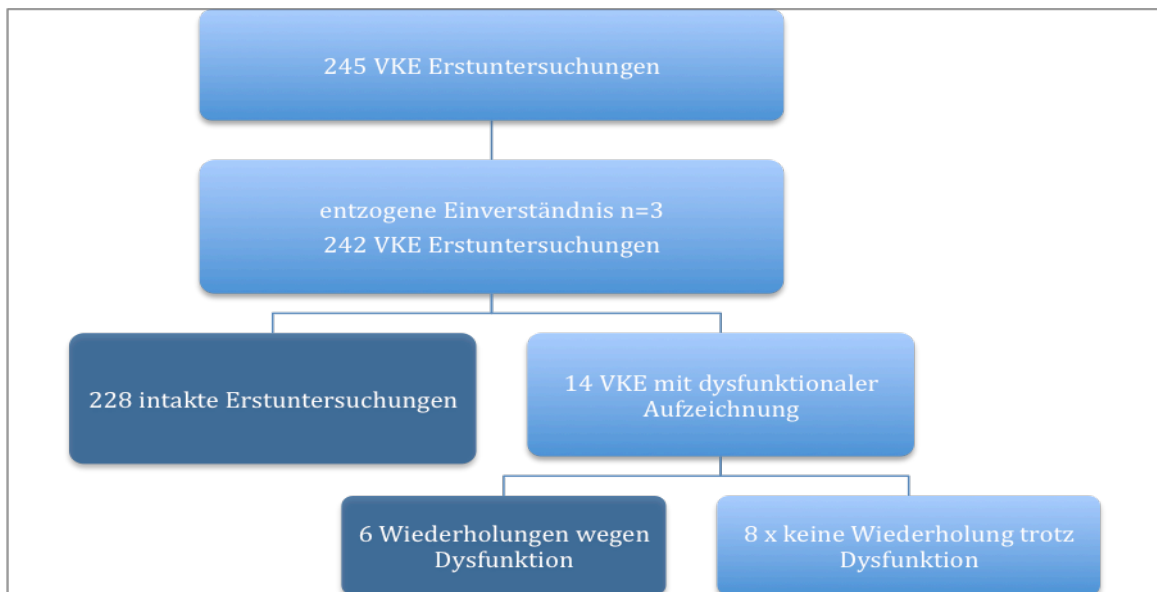 245 VKE Erstuntersuchungen
entzogene Einverständnis n=3
242 VKE Erstuntersuchungen
228 intakte Erstuntersuchungen
14 VKE mit dysfunktionaler
Aufzeichnung
6 Wiederholungen wegen
Dysfunktion
8 x keine Wiederholung trotz
Dysfunktion